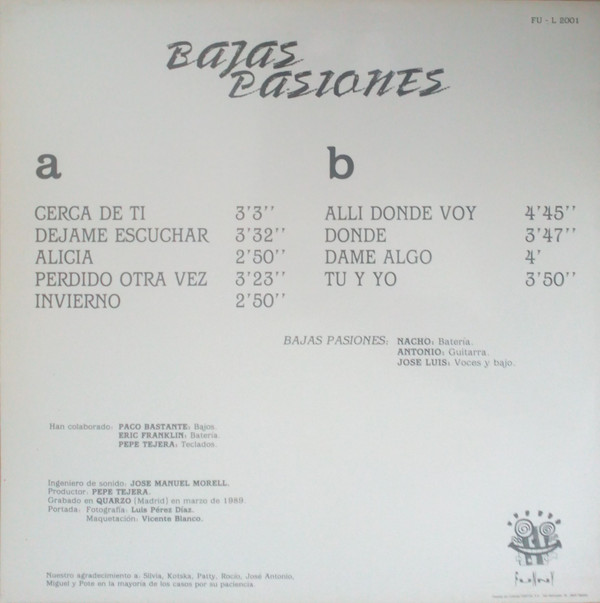 FU - L 2001
BAJAS
PASIONES
a
CERCA DE TI 3'3''
DEJAME ESCUCHAR 3'32''
ALICIA 2'50''
PERDIDO OTRA VEZ 3'23''
INVIERNO 2'50''
b
ALLI DONDE VOY 4'45''
DONDE 3'47''
DAME ALGO 4'
TU Y YO 3'50''
BAJAS PASIONES: NACHO: Batería.
ANTONIO: Guitarra.
JOSE LUIS: Voces y bajo.
Han colaborado: PACO BASTANTE: Bajos.
ERIC FRANKLIN: Batería.
PEPE TEJERA: Teclados.
Ingeniero de sonido: JOSE MANUEL MORELL.
Productor: PEPE TEJERA.
Grabado en QUARZO (Madrid) en marzo de 1989.
Portada: Fotografía: Luis Pérez Díaz.
Maquetación: Vicente Blanco.
Nuestro agradecimiento a: Silvia, Kobika, Patty, Rocío, José Antonio,
Miguel y Pote en la mayoría de los casos por su paciencia.